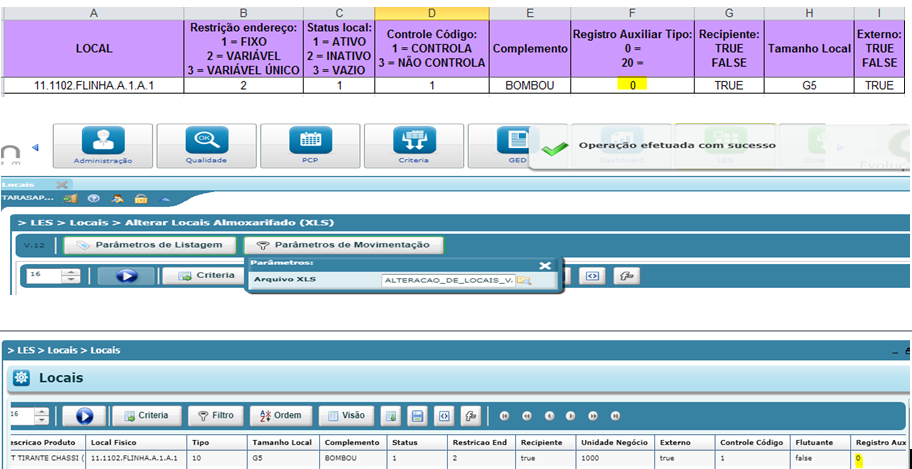 A B C D E F G H I
LOCAL
Restrição endereço:
1 = FIXO
2 = VARIÁVEL
3 = VARIÁVEL ÚNICO
Status local:
1 = ATIVO
2 = INATIVO
3 = VAZIO
Controle Código:
1 = CONTROLA
3 = NÃO CONTROLA
Complemento
Registro Auxiliar Tipo:
0 =
20 =
Recipiente:
TRUE
FALSE
Tamanho Local
Externo:
TRUE
FALSE
11.1102.FLINHA.A.1.A.1 2 1 1 BOMBOU 0 TRUE G5 TRUE
Administração Qualidade PCP Criteria GED
Operação efetuada com sucesso
Locais
TARASAP...
> LES > Locais > Alterar Locais Almoxarifado (XLS)
v.12 Parâmetros de Listagem Parâmetros de Movimentação
Parâmetros:
16 Criteria
Arquivo XLS ALTERACAO_DE_LOCAIS_V.
> LES > Locais > Locais
Locais
16 Criteria Filtro Ordem Visão
escricao Produto Local Fisico Tipo Tamanho Local Complemento Status Restricao End Recipiente Unidade Negócio Externo Controle Código Flutuante Registro Aux
T TIRANTE CHASSI ( 11.1102.FLINHA.A.1.A.1 10 G5 BOMBOU 1 2 true 1000 true 1 false 0